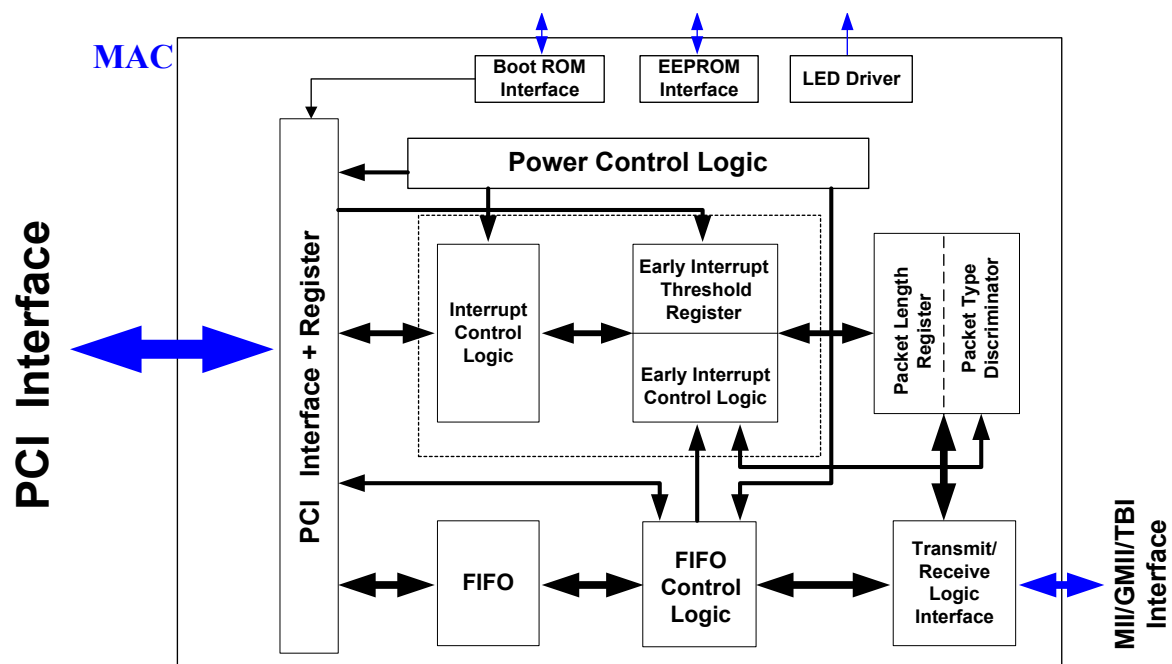 MAC
Boot ROM
Interface
EEPROM
Interface
LED Driver
Power Control Logic
PCI Interface
PCI Interface + Register
Interrupt
Control
Logic
Early Interrupt
Threshold
Register
Early Interrupt
Control Logic
Packet Length
Register
Packet Type
Discriminator
FIFO
FIFO
Control
Logic
Transmit/
Receive
Logic
Interface
MII/GMII/TBI
Interface